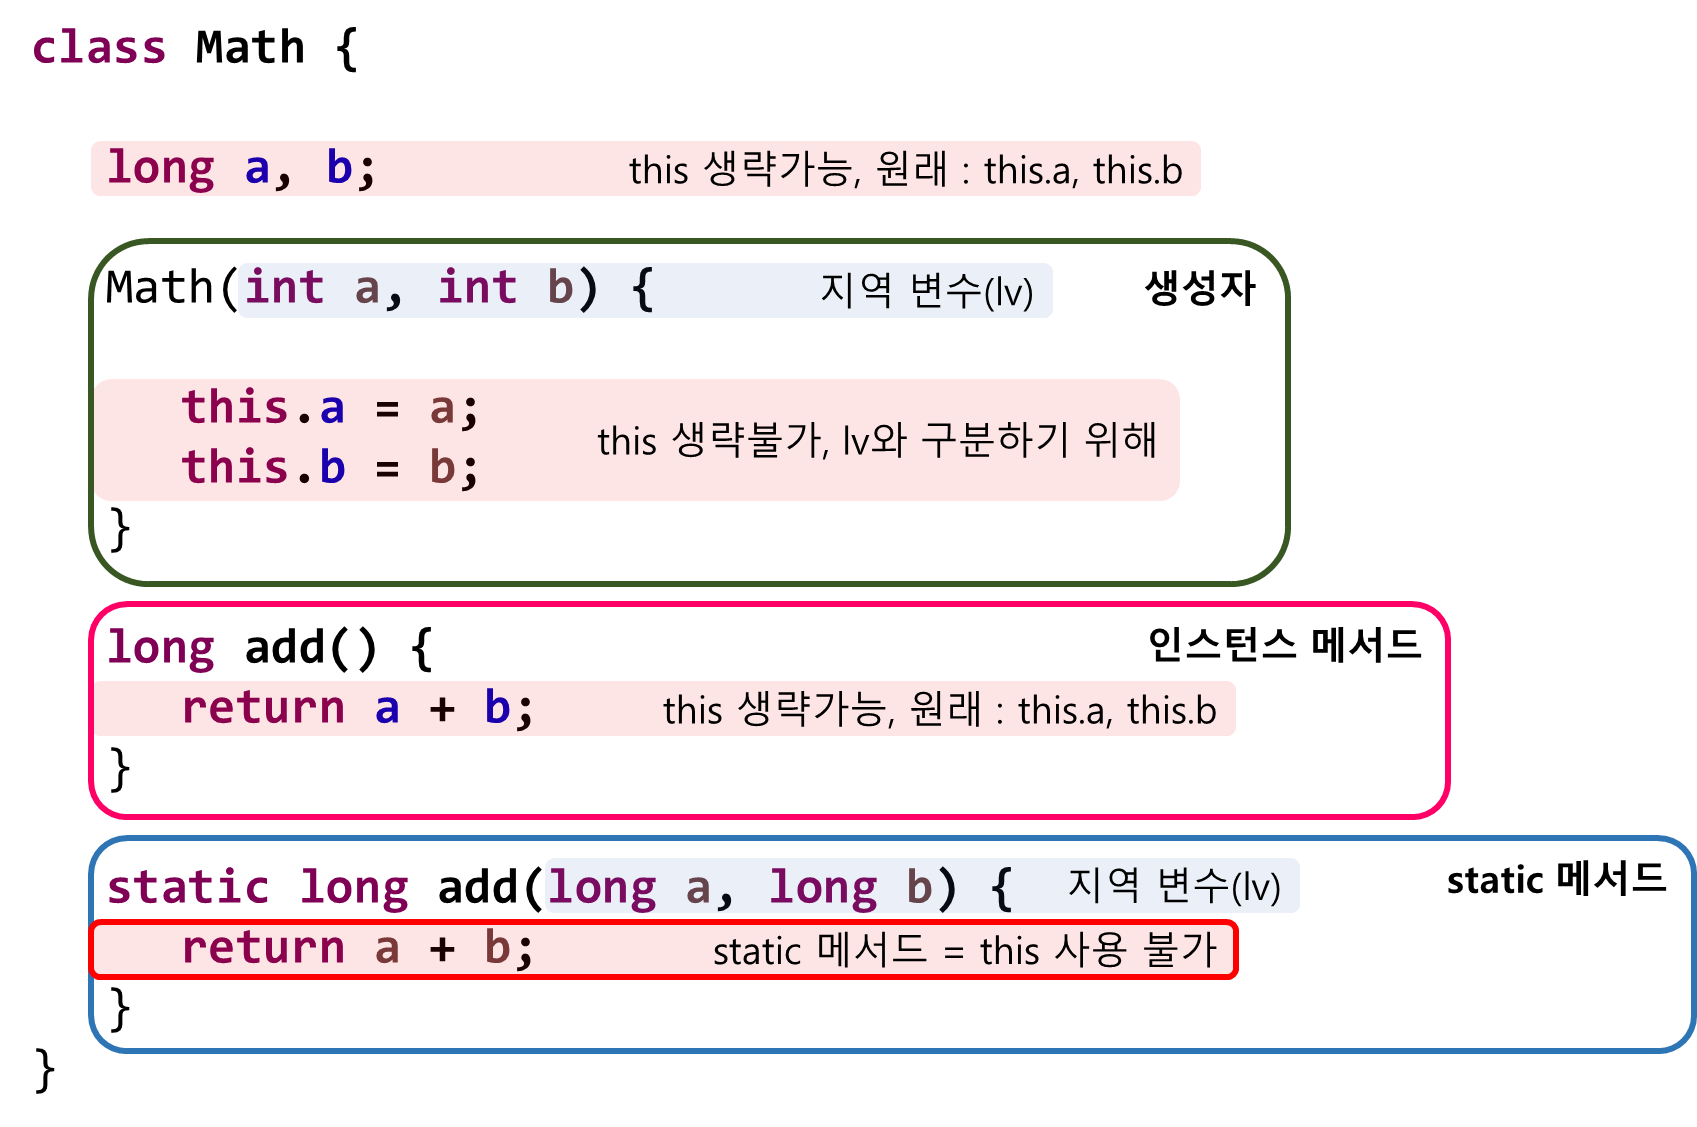 class Math {
long a, b; this 생략가능, 원래 : this.a, this.b
Math(int a, int b) { 지역 변수(lv) 생성자
this.a = a;
this 생략불가, lv와 구분하기 위해
this.b = b;
}
long add() { 인스턴스 메서드
return a + b; this 생략가능, 원래 : this.a, this.b
}
static long add(long a, long b) { 지역 변수(lv) static 메서드
return a + b; static 메서드 = this 사용 불가
}
}